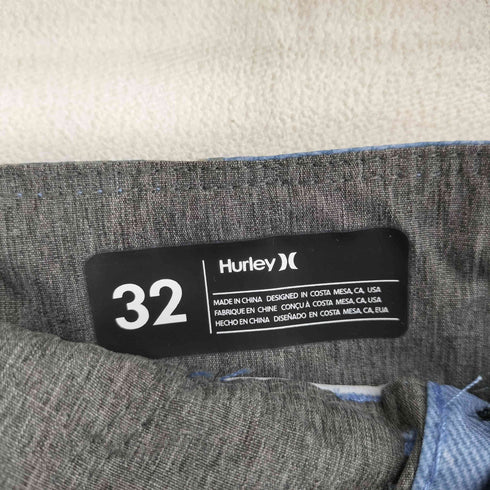 32
Hurley )(
MADE IN CHINA DESIGNED IN COSTA MESA, CA, USA
FABRIQUE EN CHINE CONÇU À COSTA MESA, CA, USA
HECHO EN CHINA DISEÑADO EN COSTA MESA, CA, EUA